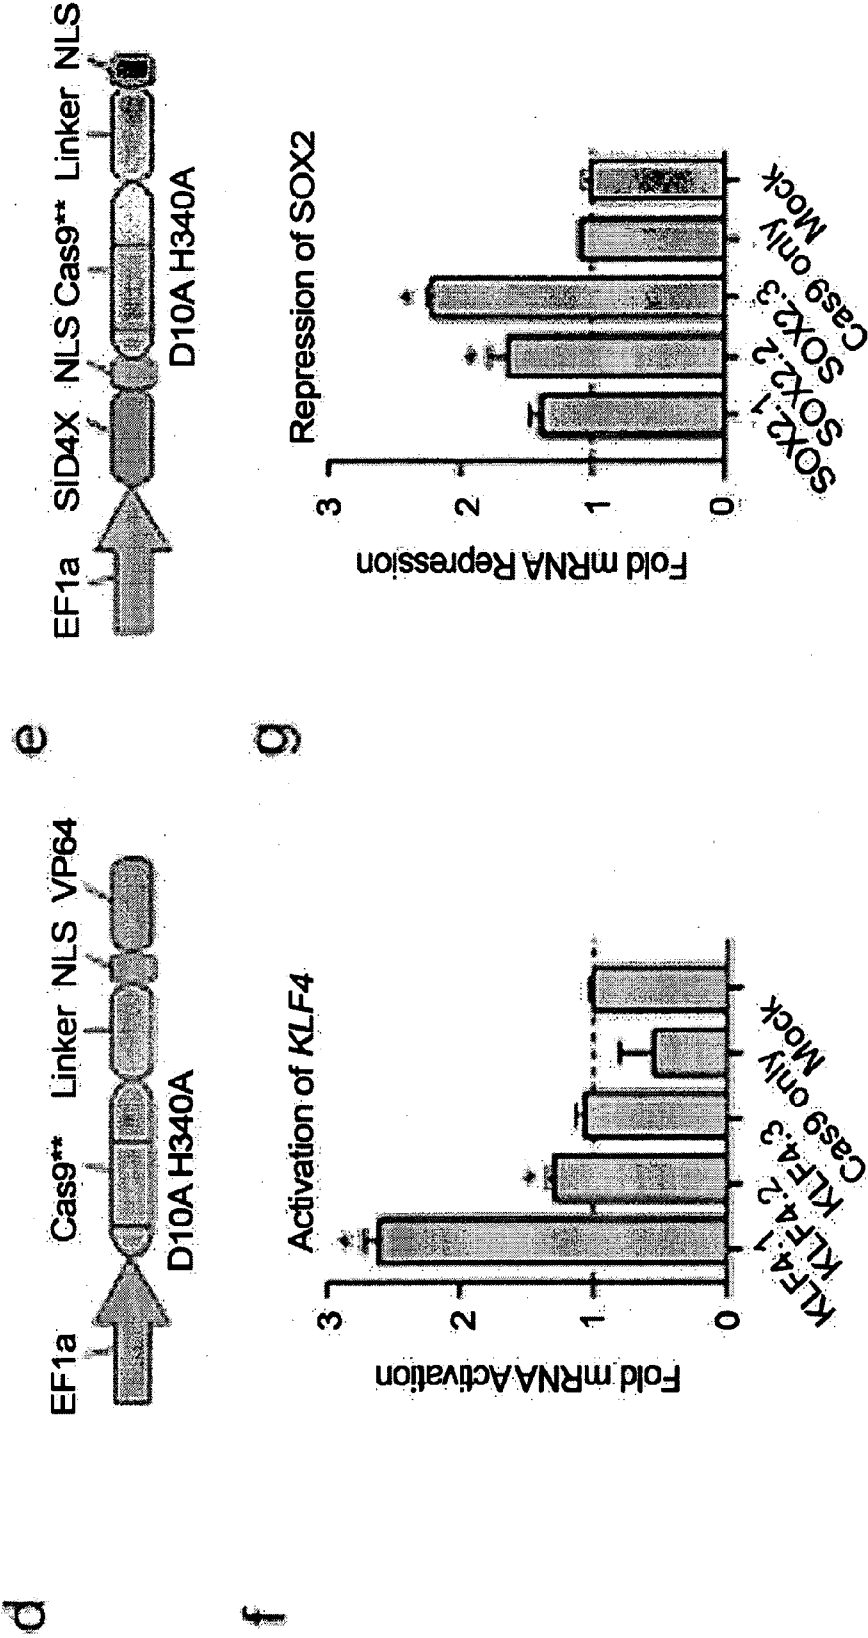 d
EF1a Cas9** Linker NLS VP64
D10A H340A
e
EF1a SID4X NLS Cas9** Linker NLS
D10A H340A
f
Activation of KLF4
Fold mRNA Activation
3
2
1
0
KLF4.1
KLF4.2
KLF4.3
Cas9 only
Mock
g
Repression of SOX2
Fold mRNA Repression
3
2
1
0
SOX2.1
SOX2.2
SOX2.3
Cas9 only
Mock